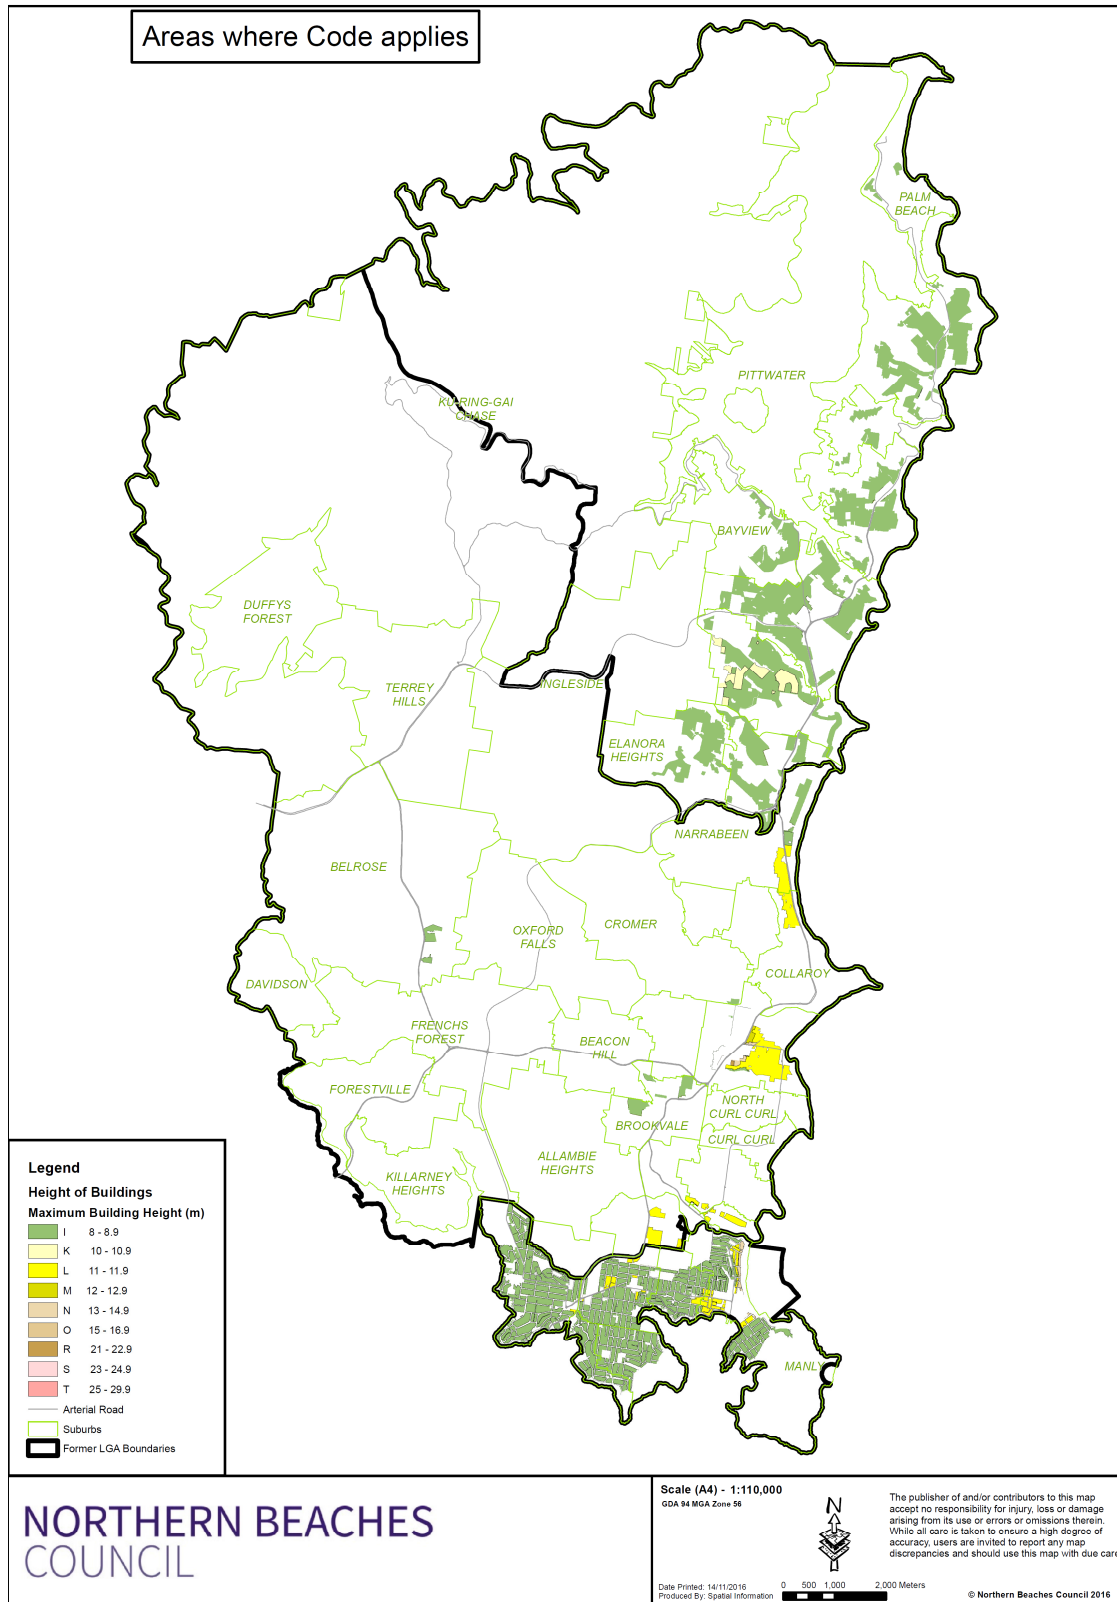 Areas where Code applies
PALM
BEACH
PITTWATER
KU-RING-GAI
CHASE
BAYVIEW
DUFFYS
FOREST
TERREY
HILLS
INGLESIDE
ELANORA
HEIGHTS
NARRABEEN
BELROSE
CROMER
OXFORD
FALLS
COLLAROY
DAVIDSON
FRENCHS
FOREST
BEACON
HILL
FORESTVILLE
NORTH
CURL CURL
BROOKVALE
CURL CURL
ALLAMBIE
HEIGHTS
KILLARNEY
HEIGHTS
MANLY
Legend
Height of Buildings
Maximum Building Height (m)
I 8 - 8.9
K 10 - 10.9
L 11 - 11.9
M 12 - 12.9
N 13 - 14.9
O 15 - 16.9
R 21 - 22.9
S 23 - 24.9
T 25 - 29.9
Arterial Road
Suburbs
Former LGA Boundaries
NORTHERN BEACHES
COUNCIL
Scale (A4) - 1:110,000
GDA 94 MGA Zone 56
N
Date Printed: 14/11/2016
Produced By: Spatial Information
0 500 1,000 2,000 Meters
The publisher of and/or contributors to this map
accept no responsibility for injury, loss or damage
arising from its use or errors or omissions therein.
While all care is taken to ensure a high degree of
accuracy, users are invited to report any map
discrepancies and should use this map with due care
© Northern Beaches Council 2016